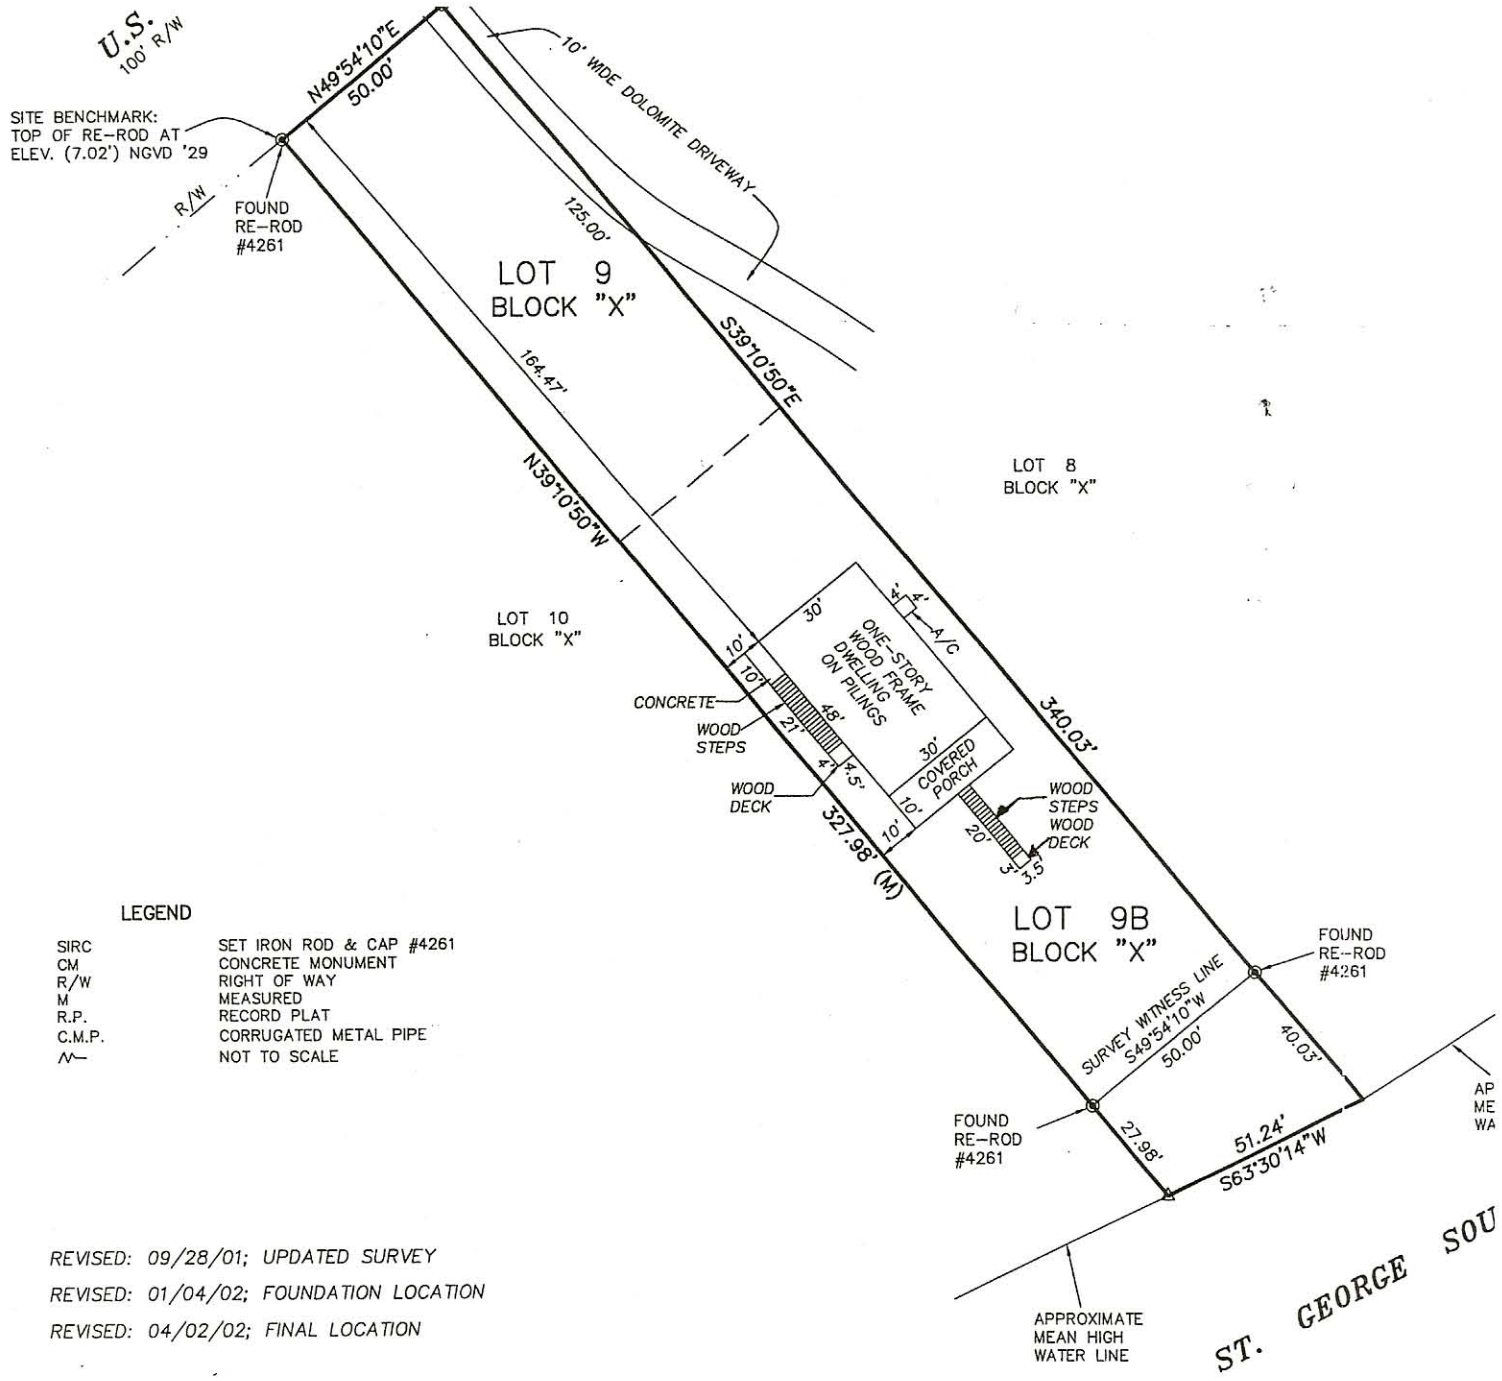 U.S.
100' R/W
N49°54'10"E
50.00'
10' WIDE DOLOMITE DRIVEWAY
SITE BENCHMARK:
TOP OF RE-ROD AT
ELEV. (7.02') NGVD '29
R/W
FOUND
RE-ROD
#4261
125.00'
LOT 9
BLOCK "X"
S39°10'50"E
164.47'
N39°10'50"W
LOT 8
BLOCK "X"
LOT 10
BLOCK "X"
30'
4'
4'
A/C
ONE-STORY
WOOD FRAME
DWELLING
ON PILINGS
10'
10'
CONCRETE
WOOD
STEPS
48'
21'
4'
4.5'
WOOD
DECK
30'
COVERED
PORCH
10'
10'
340.03'
327.98' (M)
WOOD
STEPS
WOOD
DECK
20'
3'
3.5'
LOT 9B
BLOCK "X"
FOUND
RE-ROD
#4261
SURVEY WITNESS LINE
S49°54'10"W
50.00'
40.03'
FOUND
RE-ROD
#4261
27.98'
51.24'
S63°30'14"W
AP
ME
WA
LEGEND
SIRC SET IRON ROD & CAP #4261
CM CONCRETE MONUMENT
R/W RIGHT OF WAY
M MEASURED
R.P. RECORD PLAT
C.M.P. CORRUGATED METAL PIPE
NOT TO SCALE
REVISED: 09/28/01; UPDATED SURVEY
REVISED: 01/04/02; FOUNDATION LOCATION
REVISED: 04/02/02; FINAL LOCATION
APPROXIMATE
MEAN HIGH
WATER LINE
ST. GEORGE SOU